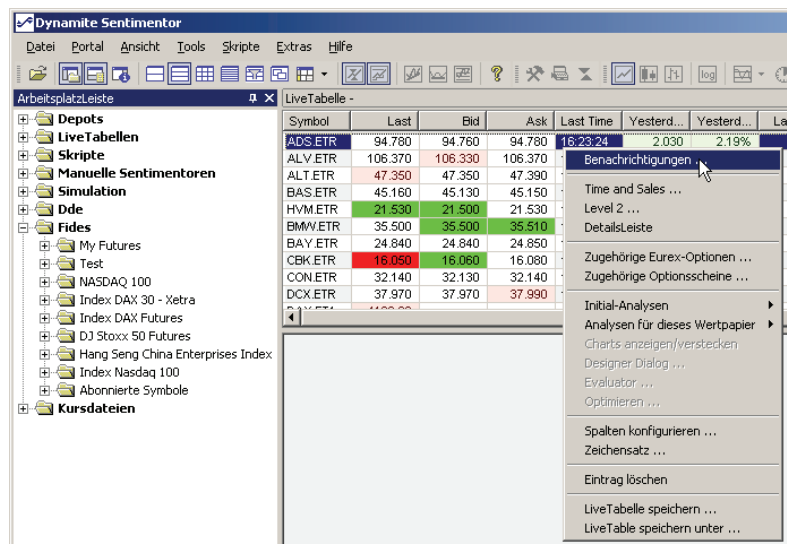 Dynamite Sentimentor
Datei Portal Ansicht Tools Skripte Extras Hilfe
log
ArbeitsplatzLeiste
Depots
LiveTabellen
Skripte
Manuelle Sentimentoren
Simulation
Dde
Fides
My Futures
Test
NASDAQ 100
Index DAX 30 - Xetra
Index DAX Futures
DJ Stoxx 50 Futures
Hang Seng China Enterprises Index
Index Nasdaq 100
Abonnierte Symbole
Kursdateien
LiveTabelle -
Symbol Last Bid Ask Last Time Yesterd... Yesterd... La
ADS.ETR 94.780 94.760 94.780 16:23:24 2.030 2.19%
ALV.ETR 106.370 106.330 106.370
ALT.ETR 47.350 47.350 47.390
BAS.ETR 45.160 45.130 45.150
HVM.ETR 21.530 21.500 21.530
BMW.ETR 35.500 35.500 35.510
BAY.ETR 24.840 24.840 24.850
CBK.ETR 16.050 16.060 16.080
CON.ETR 32.140 32.130 32.140
DCX.ETR 37.970 37.970 37.990
Benachrichtigungen ...
Time and Sales ...
Level 2 ...
DetailsLeiste
Zugehörige Eurex-Optionen ...
Zugehörige Optionsscheine ...
Initial-Analysen
Analysen für dieses Wertpapier
Charts anzeigen/verstecken
Designer Dialog ...
Evaluator ...
Optimieren ...
Spalten konfigurieren ...
Zeichensatz ...
Eintrag löschen
LiveTabelle speichern ...
LiveTable speichern unter ...